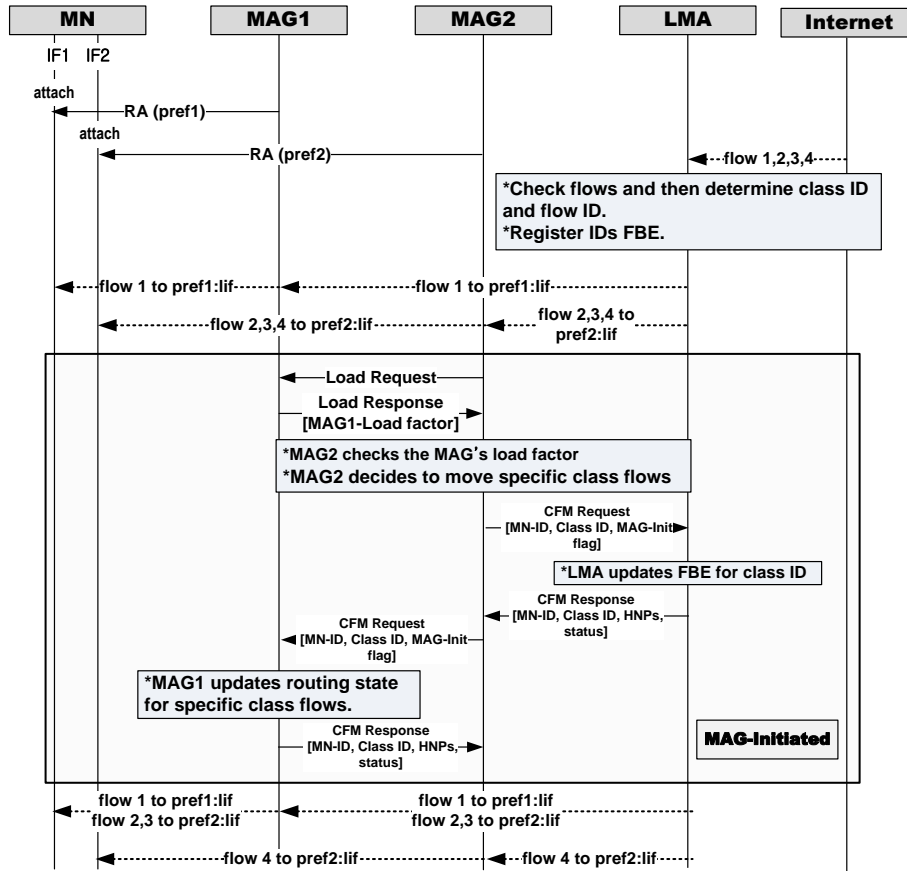 MN
MAG1
MAG2
LMA
Internet
IF1
IF2
attach
RA (pref1)
attach
RA (pref2)
flow 1,2,3,4
*Check flows and then determine class ID
and flow ID.
*Register IDs FBE.
flow 1 to pref1:lif
flow 1 to pref1:lif
flow 2,3,4 to pref2:lif
flow 2,3,4 to
pref2:lif
Load Request
Load Response
[MAG1-Load factor]
*MAG2 checks the MAG's load factor
*MAG2 decides to move specific class flows
CFM Request
[MN-ID, Class ID, MAG-Init
flag]
*LMA updates FBE for class ID
CFM Response
[MN-ID, Class ID, HNPs,
status]
CFM Request
[MN-ID, Class ID, MAG-Init
flag]
*MAG1 updates routing state
for specific class flows.
CFM Response
[MN-ID, Class ID, HNPs,
status]
MAG-Initiated
flow 1 to pref1:lif
flow 2,3 to pref2:lif
flow 1 to pref1:lif
flow 2,3 to pref2:lif
flow 4 to pref2:lif
flow 4 to pref2:lif